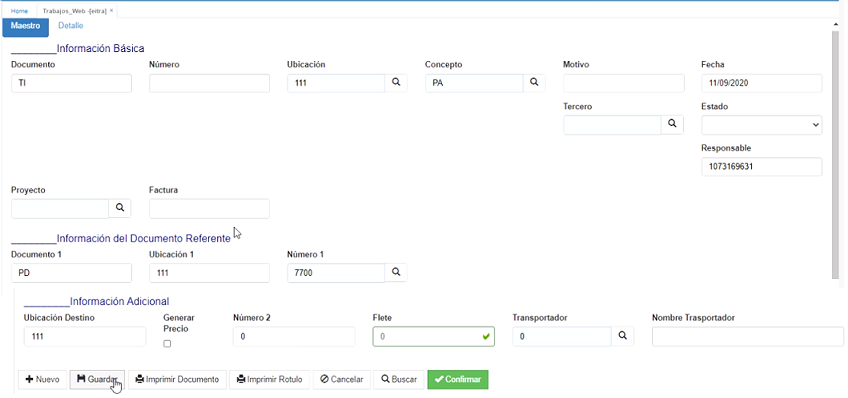 Home Trabajos_Web -[eitra] ×
Maestro Detalle
________Información Básica
Documento Número Ubicación Concepto Motivo Fecha
TI 111 PA 11/09/2020
Tercero Estado
Responsable
1073169631
Proyecto Factura
________Información del Documento Referente
Documento 1 Ubicación 1 Número 1
PD 111 7700
________Información Adicional
Ubicación Destino Generar Precio Número 2 Flete Transportador Nombre Trasportador
111 0 0 0
Nuevo Guardar Imprimir Documento Imprimir Rotulo Cancelar Buscar Confirmar